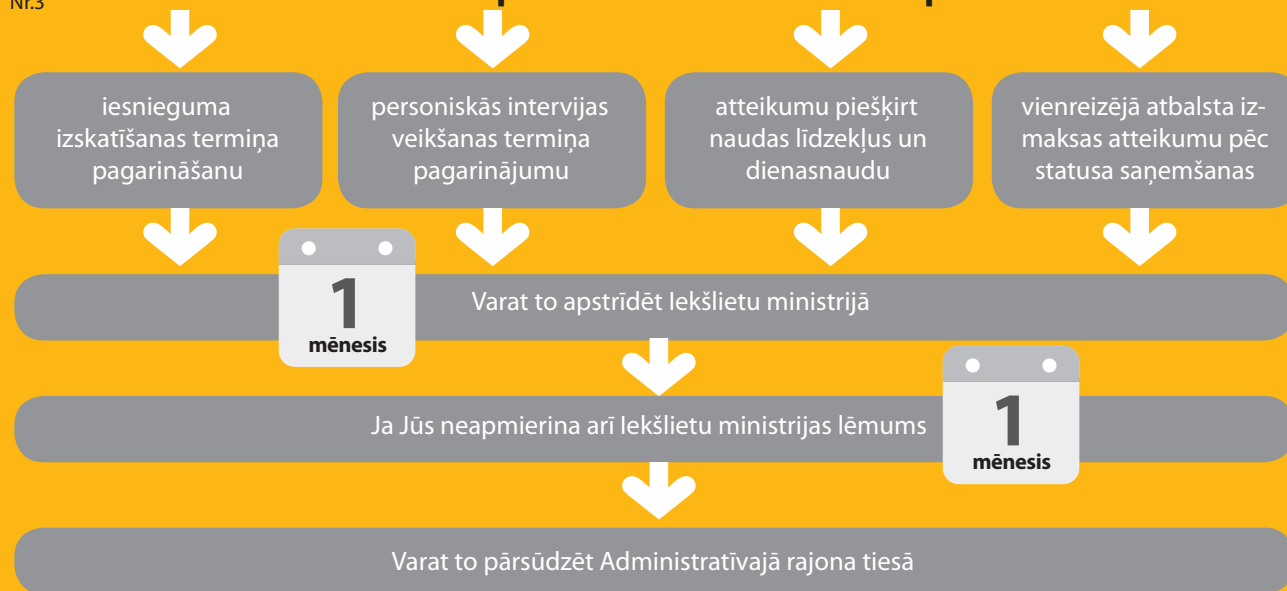 Nr.3
iesnieguma
izskatīšanas termiņa
pagarināšanu
personiskās intervijas
veikšanas termiņa
pagarinājumu
atteikumu piešķirt
naudas līdzekļus un
dienasnaudu
vienreizējā atbalsta iz-
maksas atteikumu pēc
statusa saņemšanas
1
mēnesis
Varat to apstrīdēt Iekšlietu ministrijā
Ja Jūs neapmierina arī Iekšlietu ministrijas lēmums
1
mēnesis
Varat to pārsūdzēt Administratīvajā rajona tiesā